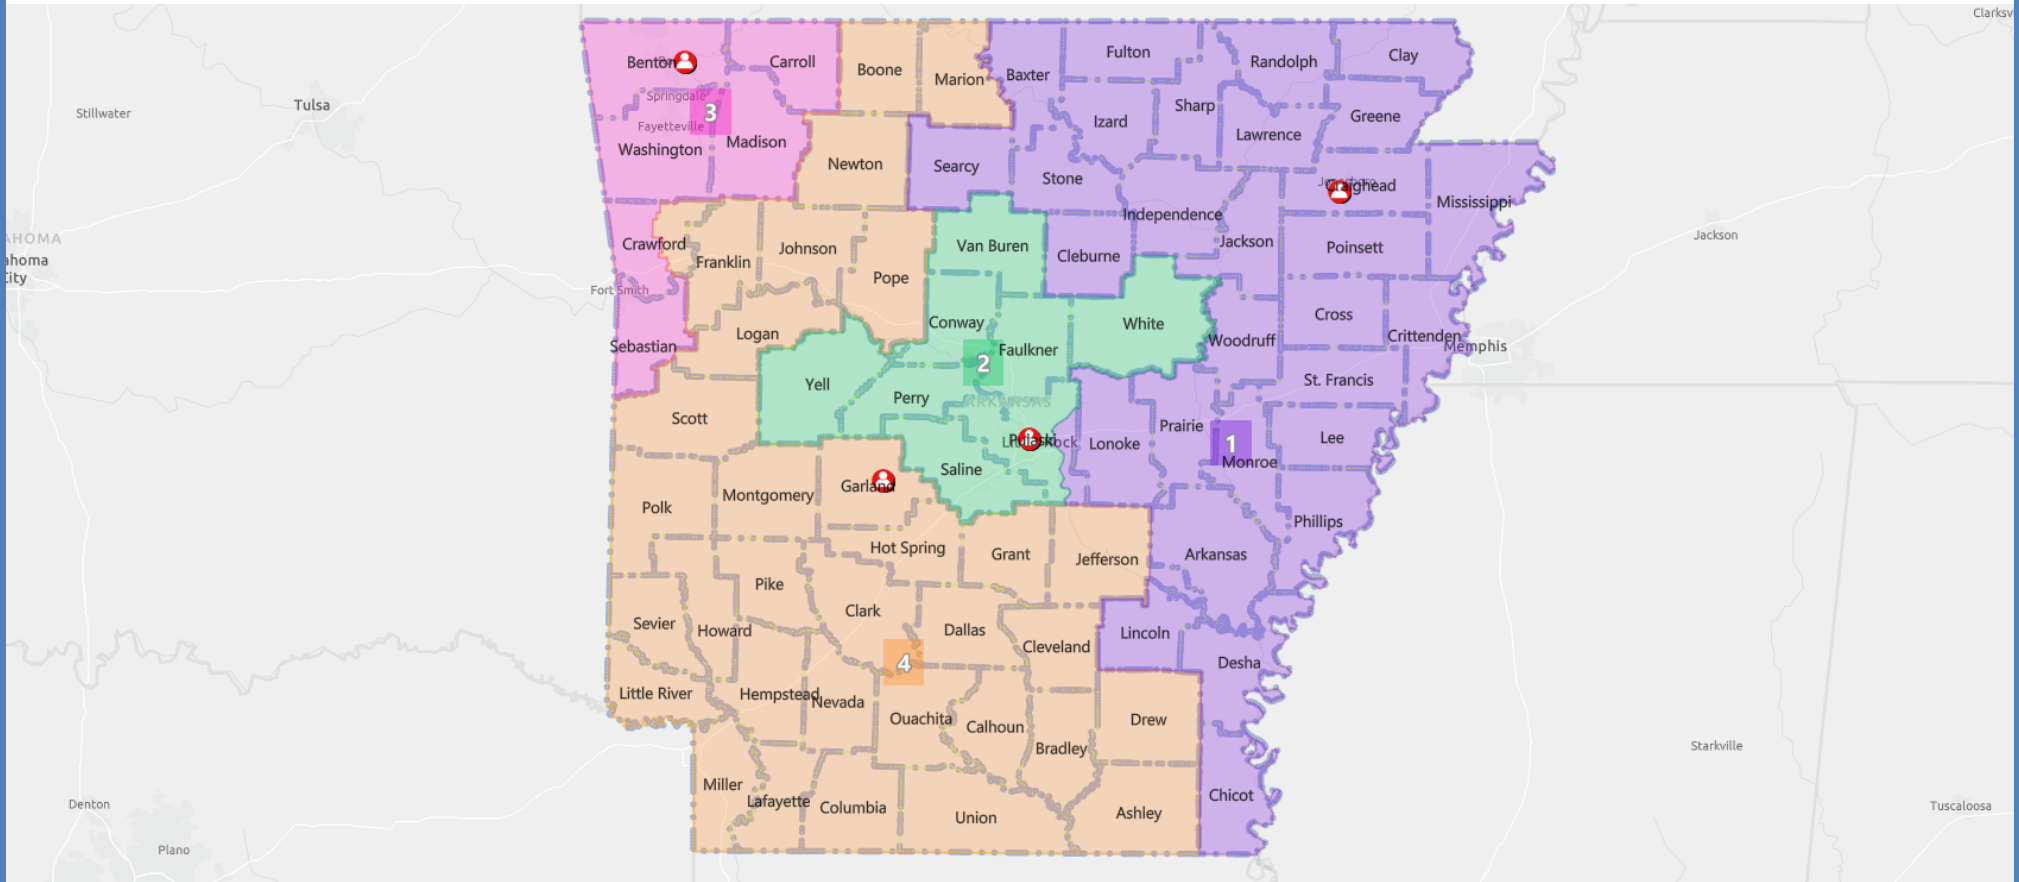 Clarksv
Fulton
Randolph
Clay
Benton
Carroll
Boone
Marion
Baxter
Springdale
3
Sharp
Tulsa
Stillwater
Izard
Greene
Lawrence
Fayetteville
Washington
Madison
Newton
Searcy
Stone
Craighead
Mississippi
Independence
AHOMA
ahoma
City
Crawford
Johnson
Van Buren
Cleburne
Jackson
Poinsett
Jackson
Franklin
Pope
Fort Smith
Logan
Conway
White
Cross
Sebastian
Faulkner
Woodruff
Crittenden
Memphis
2
Yell
Perry
ARKANSAS
St. Francis
Scott
Prairie
Lonoke
1
Lee
Monroe
Saline
Garland
Montgomery
Polk
Phillips
Hot Spring
Grant
Jefferson
Arkansas
Pike
Clark
Sevier
Howard
Dallas
Cleveland
Lincoln
Desha
4
Little River
Hempstead
Nevada
Ouachita
Calhoun
Drew
Bradley
Starkville
Miller
Lafayette
Columbia
Union
Ashley
Chicot
Denton
Tuscaloosa
Plano